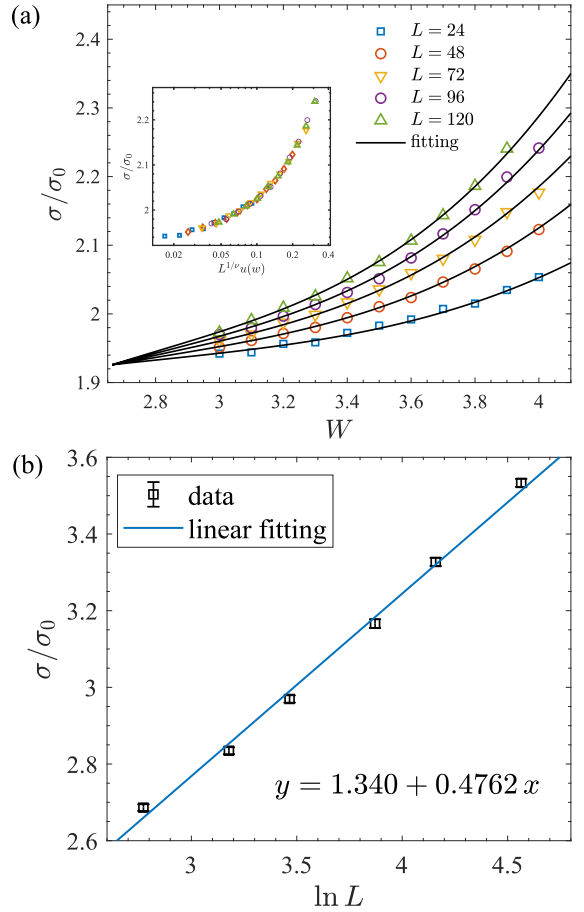 (a)
2.4
2.3
2.2
2.1
2
1.9
σ/σ₀
2.8
3
3.2
3.4
3.6
3.8
4
W
L = 24
L = 48
L = 72
L = 96
L = 120
fitting
2.2
2.1
2
σ/σ₀
0.02
0.05
0.1
0.2
0.4
L^{1/ν}u(w)
(b)
3.6
3.4
3.2
3
2.8
2.6
σ/σ₀
data
linear fitting
y = 1.340 + 0.4762 x
3
3.5
4
4.5
ln L